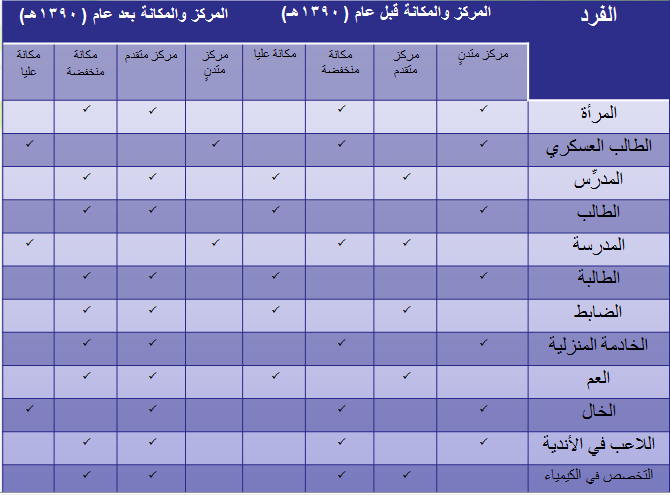 الفرد
المركز والمكانة قبل عام (١٣٩٠هـ)
المركز والمكانة بعد عام (١٣٩٠هـ)
مركز متدنٍ
مركز
متقدم
مكانة
منخفضة
مكانة عليا
مركز
متدنٍ
مركز متقدم
مكانة
منخفضة
مكانة
عليا
المرأة ✓ ✓ ✓ ✓
الطالب العسكري ✓ ✓ ✓ ✓
المدرِّس ✓ ✓ ✓ ✓
الطالب ✓ ✓ ✓ ✓
المدرسة ✓ ✓ ✓ ✓
الطالبة ✓ ✓ ✓ ✓
الضابط ✓ ✓ ✓ ✓
الخادمة المنزلية ✓ ✓ ✓ ✓
العم ✓ ✓ ✓ ✓
الخال ✓ ✓ ✓ ✓
اللاعب في الأندية ✓ ✓ ✓ ✓
التخصص في الكيمياء ✓ ✓ ✓ ✓